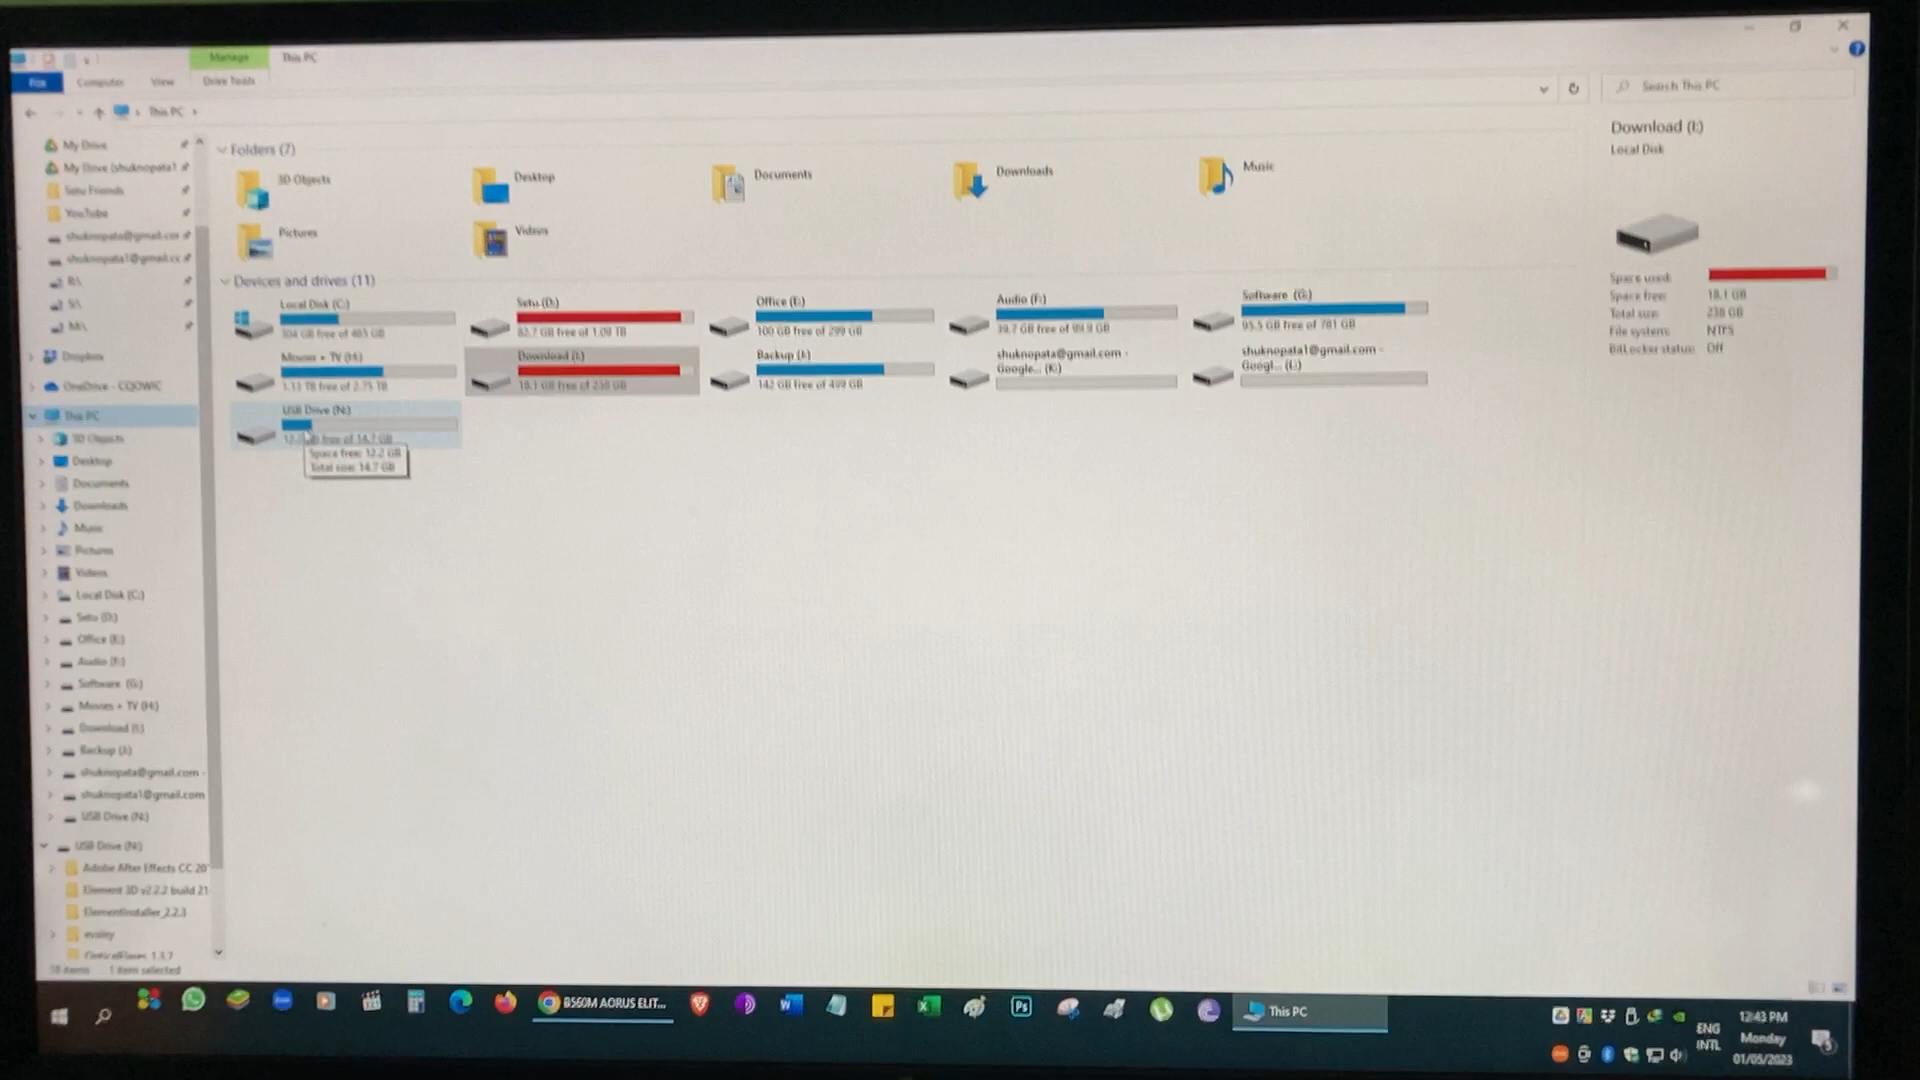 Manage
This PC
File
Computer
View
Drive Tools
This PC
Search This PC
My Drive
My Drive (shuknopata1
Setu Friends
YouTube
shuknopata@gmail.cor
shuknopata1@gmail.cc
R:\
S:\
M:\
Dropbox
OneDrive - CQOWIC
This PC
3D Objects
Desktop
Documents
Downloads
Music
Pictures
Videos
Local Disk (C:)
Setu (D:)
Office (E:)
Audio (F:)
Software (G:)
Movies + TV (H:)
Download (I:)
Backup (J:)
shuknopata@gmail.com -
shuknopata1@gmail.com
USB Drive (N:)
USB Drive (N:)
Adobe After Effects CC 20
Element 3D v2.2.2 build 21
ElementInstaller_2.2.3
evaley
18 items
1 item selected
Folders (7)
3D Objects
Desktop
Documents
Downloads
Music
Pictures
Videos
Devices and drives (11)
Local Disk (C:)
304 GB free of 465 GB
Setu (D:)
82.7 GB free of 1.09 TB
Office (E:)
100 GB free of 299 GB
Audio (F:)
39.7 GB free of 99.9 GB
Software (G:)
95.5 GB free of 781 GB
Movies + TV (H:)
1.13 TB free of 2.75 TB
Download (I:)
18.1 GB free of 238 GB
Backup (J:)
142 GB free of 499 GB
shuknopata@gmail.com -
Google... (K:)
shuknopata1@gmail.com -
Googl... (L:)
USB Drive (N:)
GB free of 14.7 GB
Space free: 12.2 GB
Total size: 14.7 GB
Download (I:)
Local Disk
Space used:
Space free: 18.1 GB
Total size: 238 GB
File system: NTFS
BitLocker status: Off
B560M AORUS ELIT...
Ps
This PC
ENG
INTL
12:43 PM
Monday
01/05/2023